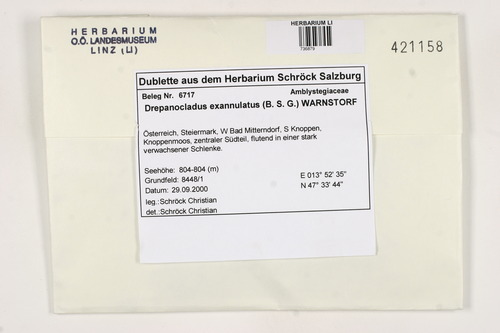 HERBARIUM
O.Ö. LANDESMUSEUM
LINZ (LI)
HERBARIUM LI
736879
421158
Dublette aus dem Herbarium Schröck Salzburg
Beleg Nr. 6717 Amblystegiaceae
Drepanocladus exannulatus (B. S. G.) WARNSTORF
Österreich, Steiermark, W Bad Mitterndorf, S Knoppen,
Knoppenmoos, zentraler Südteil, flutend in einer stark
verwachsener Schlenke.
Seehöhe: 804-804 (m)
Grundfeld: 8448/1
Datum: 29.09.2000
E 013° 52' 35"
N 47° 33' 44"
leg.:Schröck Christian
det.:Schröck Christian